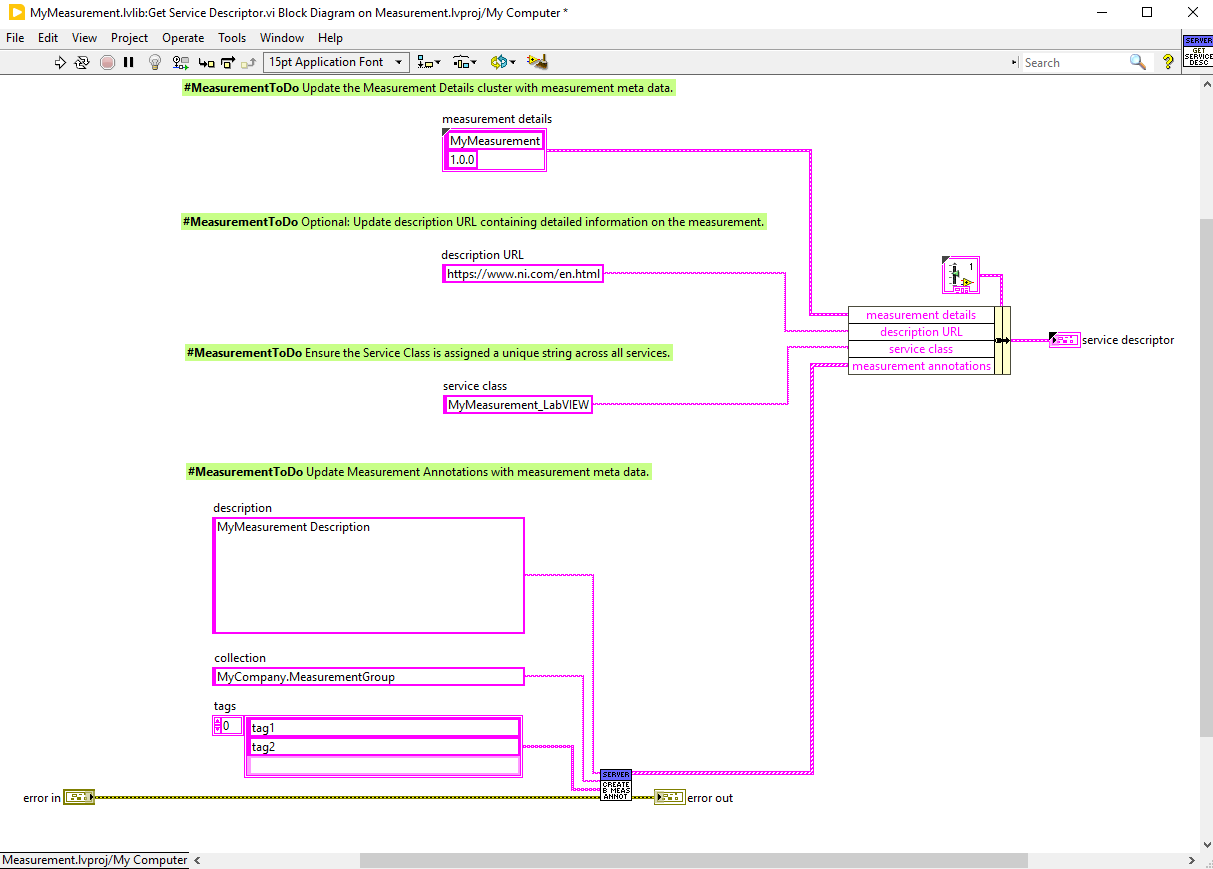 MyMeasurement.lvlib:Get Service Descriptor.vi Block Diagram on Measurement.lvproj/My Computer *
File Edit View Project Operate Tools Window Help
15pt Application Font
Search
?
SERVER
GET
SERVICE
DESC
#MeasurementToDo Update the Measurement Details cluster with measurement meta data.
measurement details
MyMeasurement
1.0.0
#MeasurementToDo Optional: Update description URL containing detailed information on the measurement.
description URL
https://www.ni.com/en.html
1
measurement details
description URL
service class
measurement annotations
service descriptor
#MeasurementToDo Ensure the Service Class is assigned a unique string across all services.
service class
MyMeasurement_LabVIEW
#MeasurementToDo Update Measurement Annotations with measurement meta data.
description
MyMeasurement Description
collection
MyCompany.MeasurementGroup
tags
0
tag1
tag2
SERVER
CREATE
B MEAS
ANNOT
error in
error out
Measurement.lvproj/My Computer